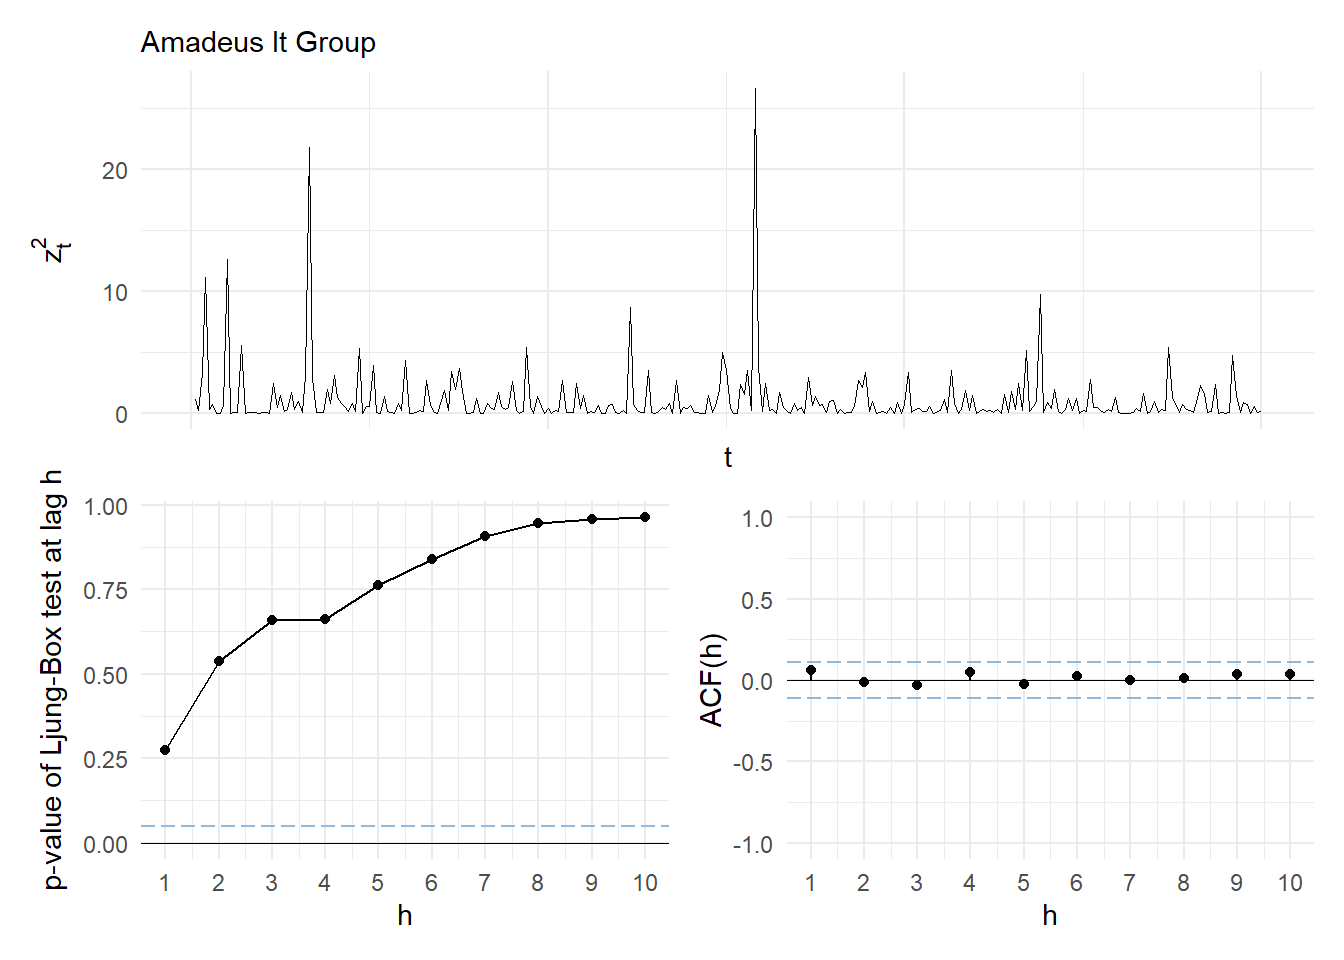 Amadeus It Group
z_t^2
20
10
0
t
p-value of Ljung-Box test at lag h
1.00
0.75
0.50
0.25
0.00
1 2 3 4 5 6 7 8 9 10
h
ACF(h)
1.0
0.5
0.0
-0.5
-1.0
1 2 3 4 5 6 7 8 9 10
h